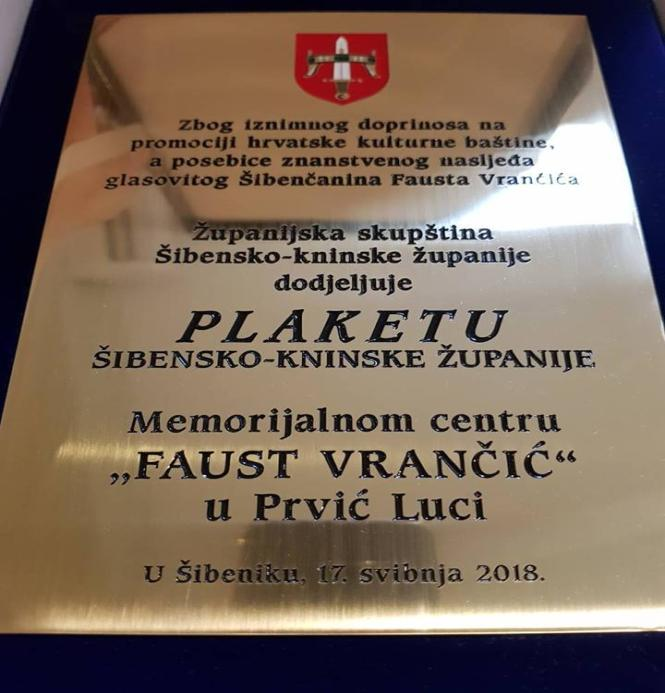 Zbog iznimnog doprinosa na
promociji hrvatske kulturne baštine,
a posebice znanstvenog naslijeđa
glasovitog Šibenčanina Fausta Vrančića
Županijska skupština
Šibensko-kninske županije
dodjeljuje
PLAKETU
ŠIBENSKO-KNINSKE ŽUPANIJE
Memorijalnom centru
„FAUST VRANČIĆ“
u Prvić Luci
U Šibeniku, 17. svibnja 2018.